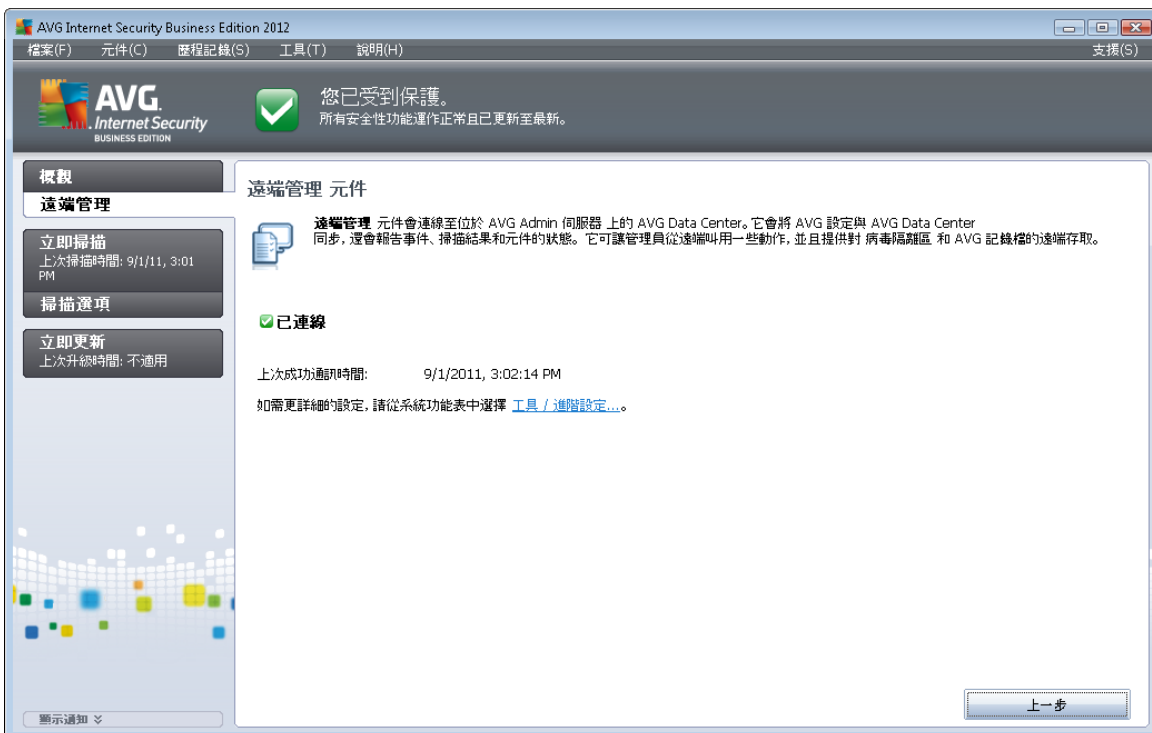 AVG Internet Security Business Edition 2012
檔案(F) 元件(C) 歷程記錄(S) 工具(T) 說明(H) 支援(S)
AVG.
Internet Security
BUSINESS EDITION
您已受到保護。
所有安全性功能運作正常且已更新至最新。
概觀
遠端管理
立即掃描
上次掃描時間: 9/1/11, 3:01
PM
掃描選項
立即更新
上次升級時間: 不適用
顯示通知
遠端管理 元件
遠端管理 元件會連線至位於 AVG Admin 伺服器 上的 AVG Data Center。它會將 AVG 設定與 AVG Data Center
同步, 還會報告事件、掃描結果和元件的狀態。它可讓管理員從遠端叫用一些動作, 並且提供對 病毒隔離區 和 AVG 記錄檔的遠端存取。
已連線
上次成功通訊時間: 9/1/2011, 3:02:14 PM
如需更詳細的設定, 請從系統功能表中選擇 工具 / 進階設定...。
上一步